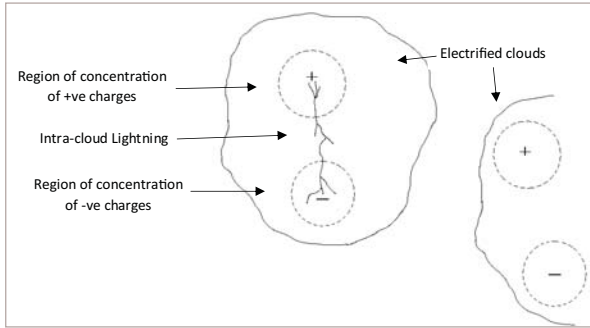 Electrified clouds
Region of concentration
of +ve charges
Intra-cloud Lightning
Region of concentration
of -ve charges
+
−
+
−